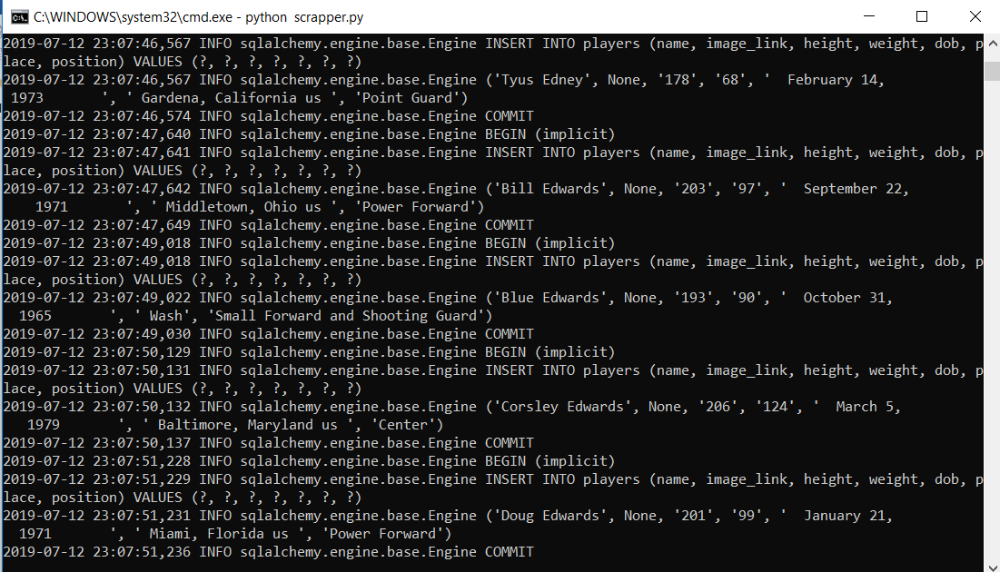 C:\WINDOWS\system32\cmd.exe - python  scrapper.py
2019-07-12 23:07:46,567 INFO sqlalchemy.engine.base.Engine INSERT INTO players (name, image_link, height, weight, dob, p
lace, position) VALUES (?, ?, ?, ?, ?, ?, ?)
2019-07-12 23:07:46,567 INFO sqlalchemy.engine.base.Engine ('Tyus Edney', None, '178', '68', '  February 14,
 1973       ', ' Gardena, California us ', 'Point Guard')
2019-07-12 23:07:46,574 INFO sqlalchemy.engine.base.Engine COMMIT
2019-07-12 23:07:47,640 INFO sqlalchemy.engine.base.Engine BEGIN (implicit)
2019-07-12 23:07:47,641 INFO sqlalchemy.engine.base.Engine INSERT INTO players (name, image_link, height, weight, dob, p
lace, position) VALUES (?, ?, ?, ?, ?, ?, ?)
2019-07-12 23:07:47,642 INFO sqlalchemy.engine.base.Engine ('Bill Edwards', None, '203', '97', '  September 22,
    1971       ', ' Middletown, Ohio us ', 'Power Forward')
2019-07-12 23:07:47,649 INFO sqlalchemy.engine.base.Engine COMMIT
2019-07-12 23:07:49,018 INFO sqlalchemy.engine.base.Engine BEGIN (implicit)
2019-07-12 23:07:49,018 INFO sqlalchemy.engine.base.Engine INSERT INTO players (name, image_link, height, weight, dob, p
lace, position) VALUES (?, ?, ?, ?, ?, ?, ?)
2019-07-12 23:07:49,022 INFO sqlalchemy.engine.base.Engine ('Blue Edwards', None, '193', '90', '  October 31,
  1965       ', ' Wash', 'Small Forward and Shooting Guard')
2019-07-12 23:07:49,030 INFO sqlalchemy.engine.base.Engine COMMIT
2019-07-12 23:07:50,129 INFO sqlalchemy.engine.base.Engine BEGIN (implicit)
2019-07-12 23:07:50,131 INFO sqlalchemy.engine.base.Engine INSERT INTO players (name, image_link, height, weight, dob, p
lace, position) VALUES (?, ?, ?, ?, ?, ?, ?)
2019-07-12 23:07:50,132 INFO sqlalchemy.engine.base.Engine ('Corsley Edwards', None, '206', '124', '  March 5,
   1979       ', ' Baltimore, Maryland us ', 'Center')
2019-07-12 23:07:50,137 INFO sqlalchemy.engine.base.Engine COMMIT
2019-07-12 23:07:51,228 INFO sqlalchemy.engine.base.Engine BEGIN (implicit)
2019-07-12 23:07:51,229 INFO sqlalchemy.engine.base.Engine INSERT INTO players (name, image_link, height, weight, dob, p
lace, position) VALUES (?, ?, ?, ?, ?, ?, ?)
2019-07-12 23:07:51,231 INFO sqlalchemy.engine.base.Engine ('Doug Edwards', None, '201', '99', '  January 21,
  1971       ', ' Miami, Florida us ', 'Power Forward')
2019-07-12 23:07:51,236 INFO sqlalchemy.engine.base.Engine COMMIT